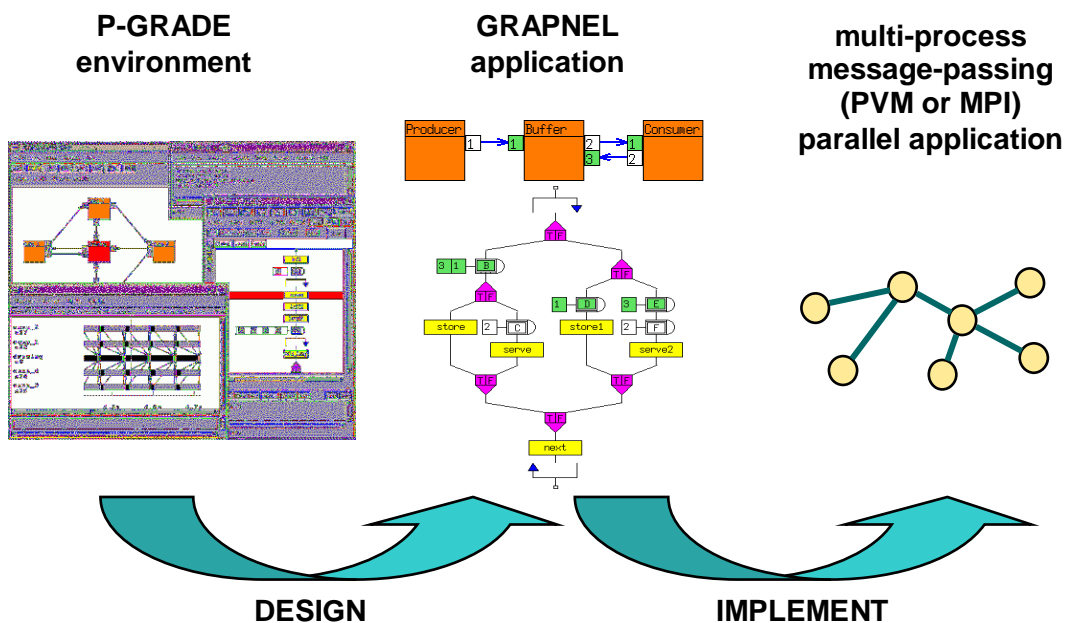 P-GRADE
environment
GRAPNEL
application
multi-process
message-passing
(PVM or MPI)
parallel application
Producer
1
1
Buffer
2
3
1
2
Consumer
T F
3 1
B
T F
1
D
3
E
T F
store
2
C
store1
2
F
serve
serve2
T F
T F
T F
next
DESIGN
IMPLEMENT